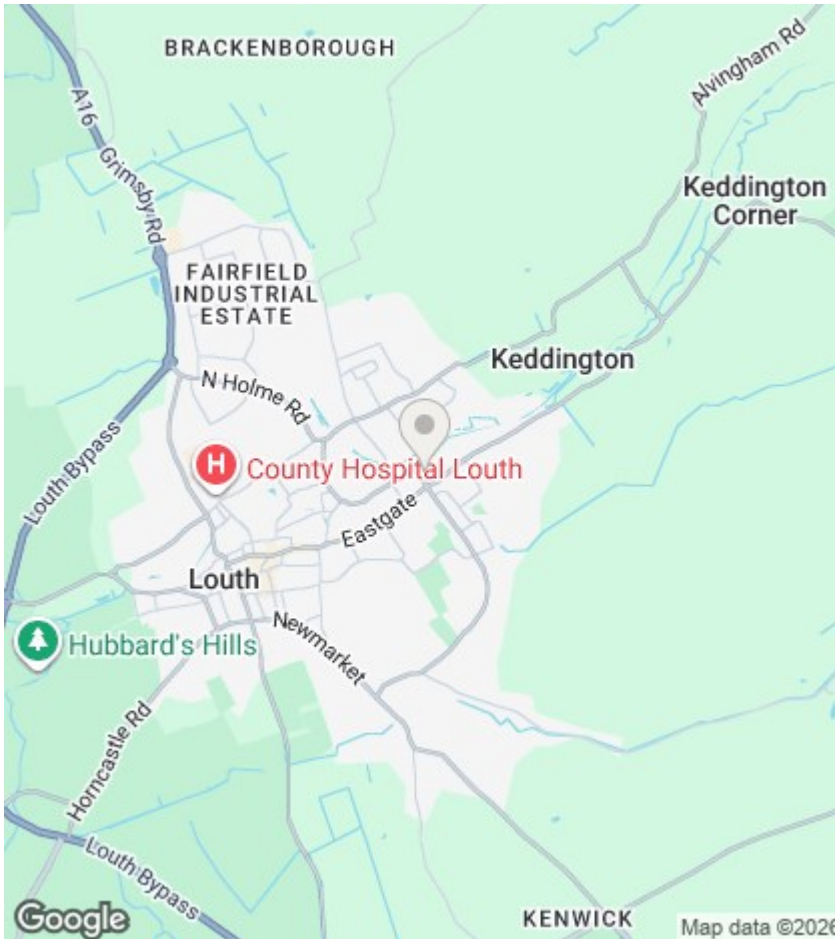 BRACKENBOROUGH
Alvingham Rd
A16
Grimsby Rd
Keddington
Corner
FAIRFIELD
INDUSTRIAL
ESTATE
Keddington
N Holme Rd
H
County Hospital Louth
Louth Bypass
Eastgate
Louth
Newmarket
Hubbard's Hills
Horncastle Rd
Louth Bypass
KENWICK
Google
Map data ©2026